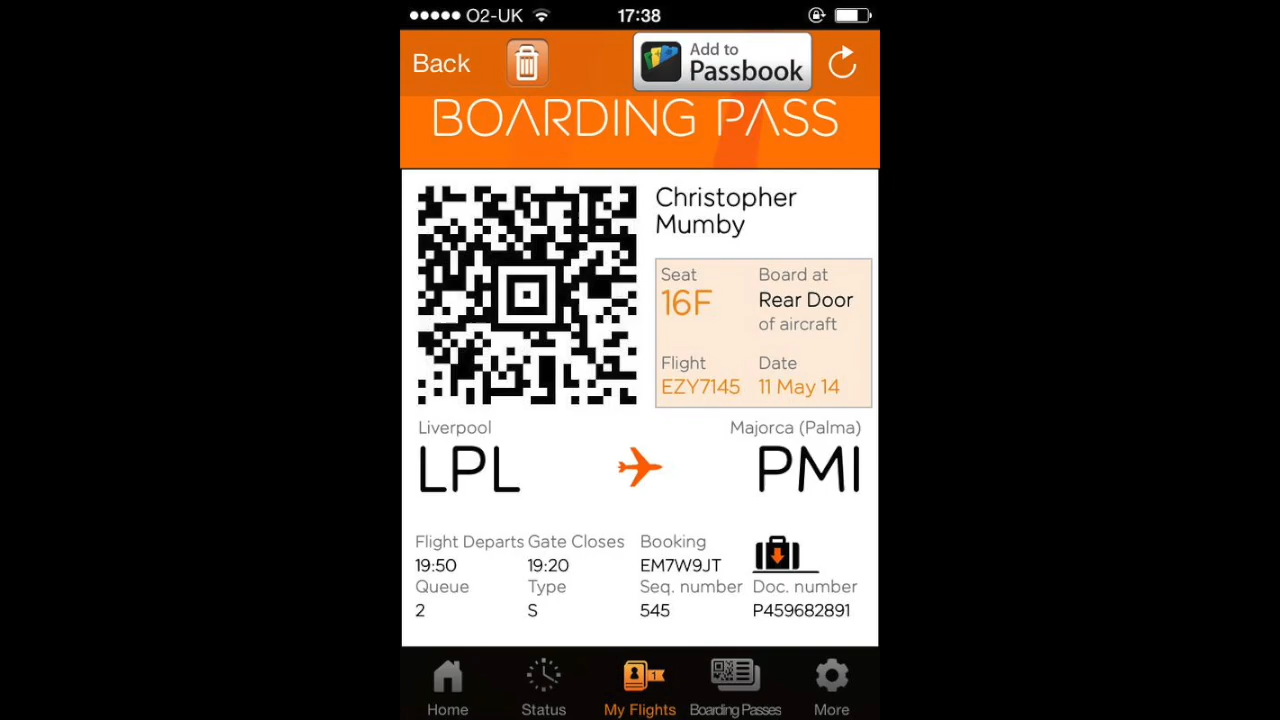 O2-UK 17:38
Back Add to Passbook
BOARDING PASS
Christopher
Mumby
Seat Board at
16F Rear Door
of aircraft
Flight Date
EZY7145 11 May 14
Liverpool Majorca (Palma)
LPL PMI
Flight Departs Gate Closes Booking
19:50 19:20 EM7W9JT
Queue Type Seq. number Doc. number
2 S 545 P459682891
1
Home Status My Flights Boarding Passes More